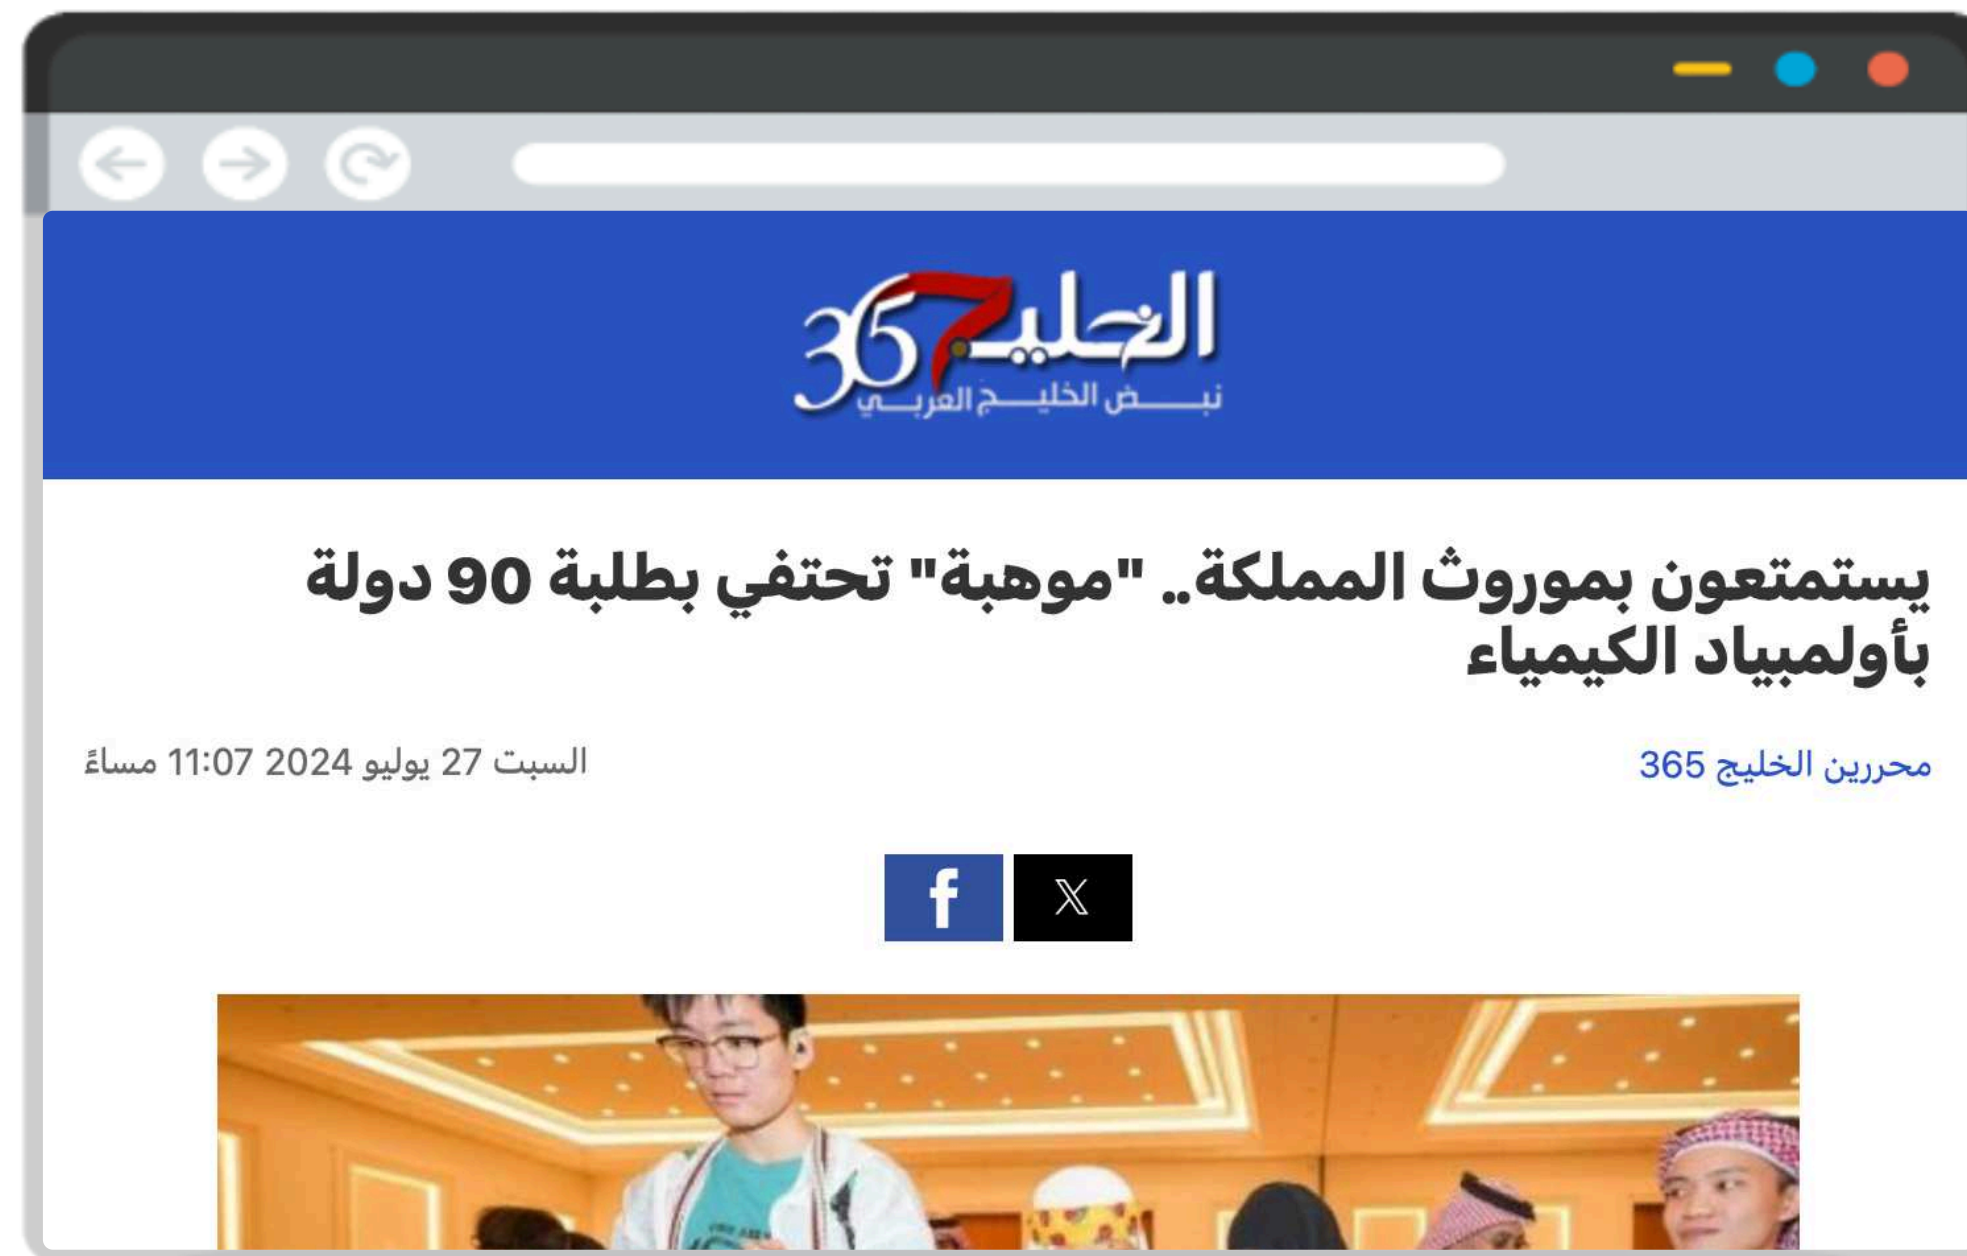 الخليج 365
نبض الخليج العربي
يستمتعون بموروث المملكة.. "موهبة" تحتفي بطلبة 90 دولة
بأولمبياد الكيمياء
محررين الخليج 365
السبت 27 يوليو 2024 11:07 مساءً
f X